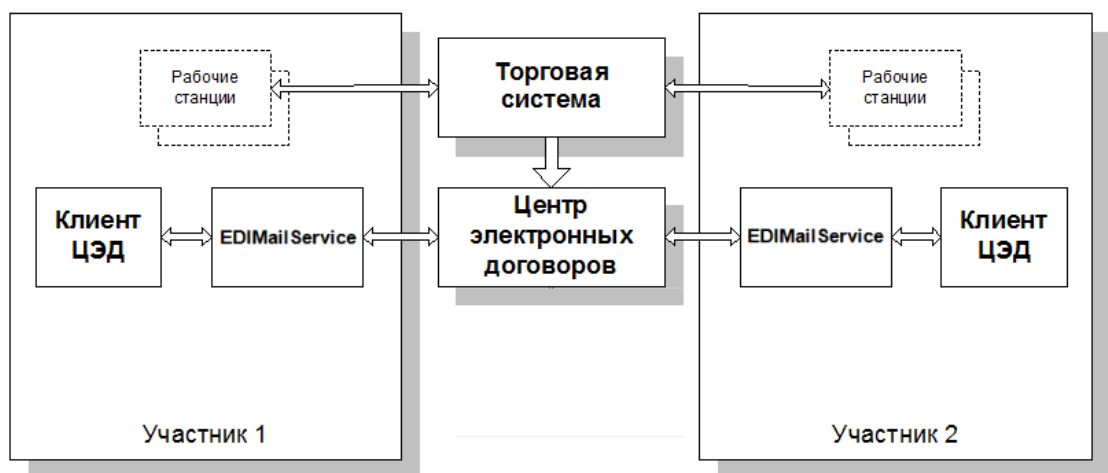 Рабочие
станции
Торговая
система
Рабочие
станции
Клиент
ЦЭД
EDIMailService
Центр
электронных
договоров
EDIMailService
Клиент
ЦЭД
Участник 1
Участник 2